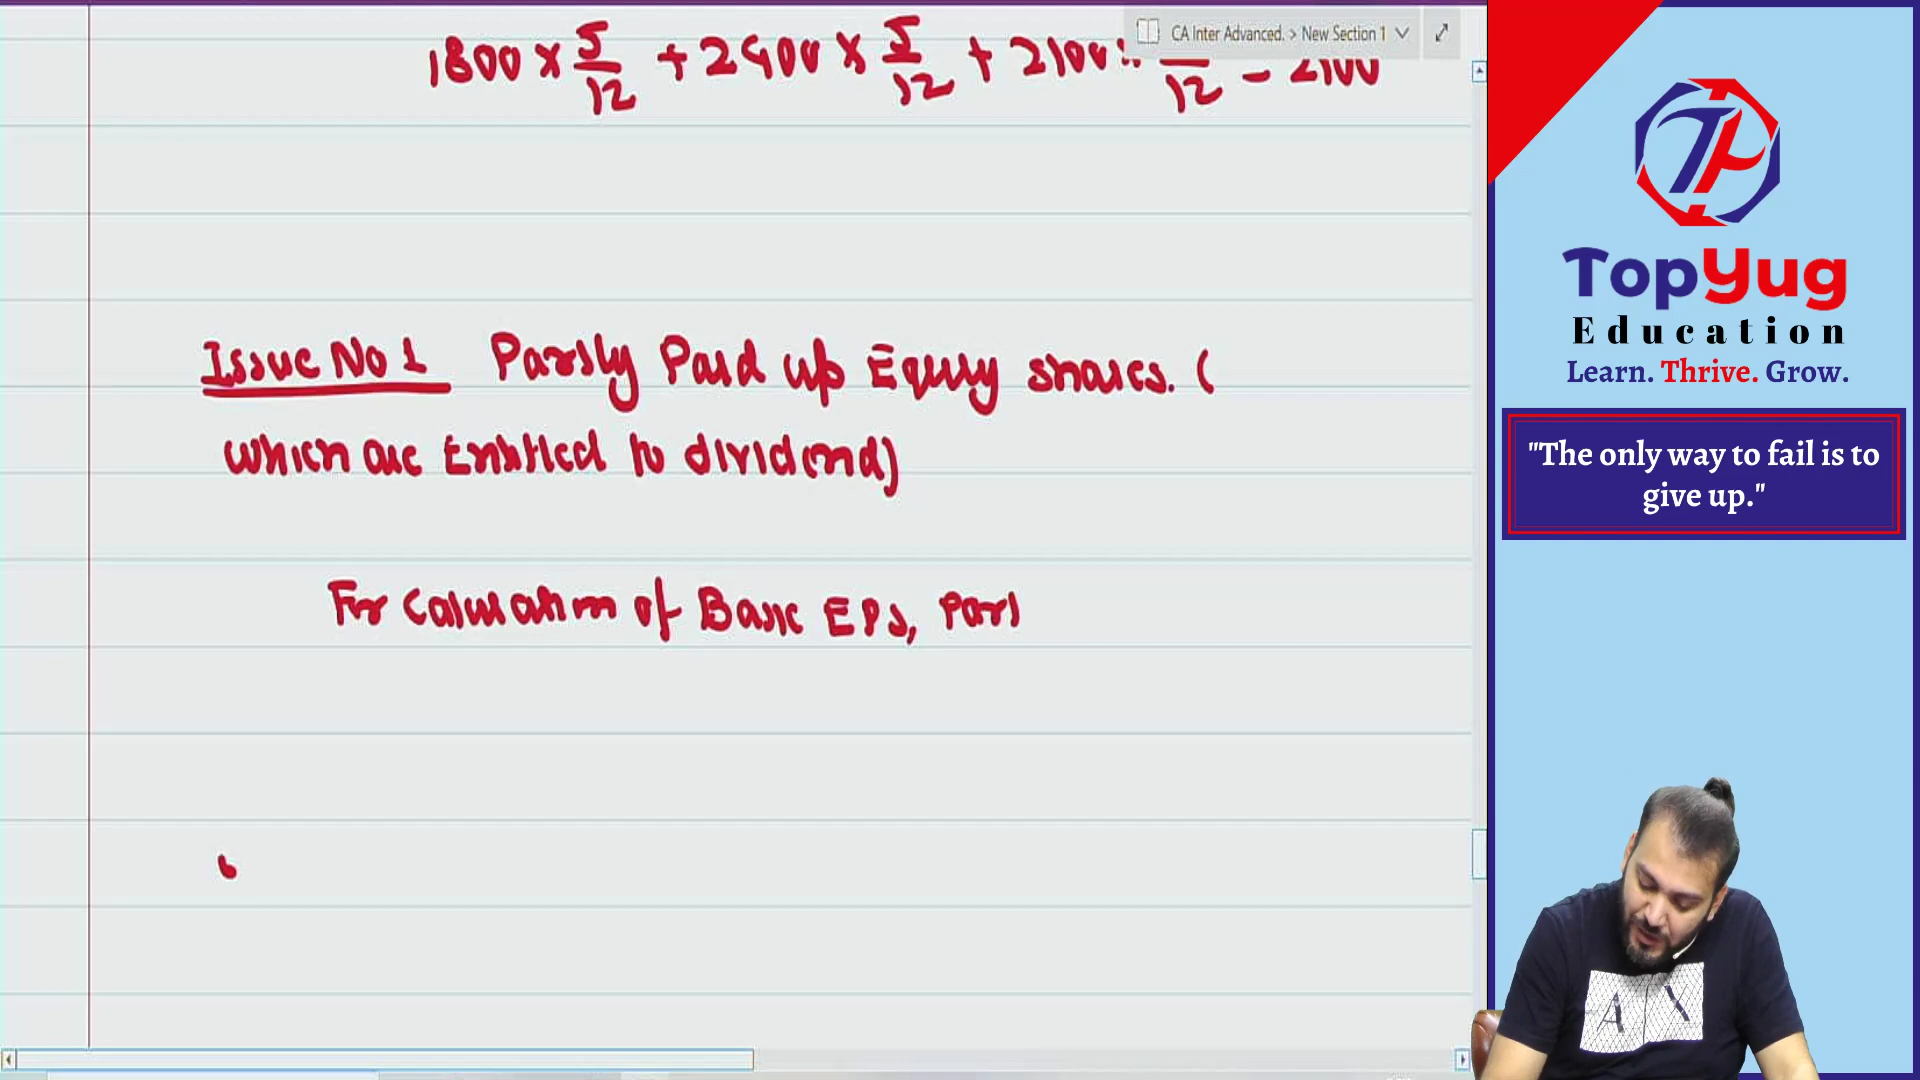 CA Inter Advanced. > New Section 1
1800 × 5/12 + 2400 × 5/12 + 2100 × /12 = 2100
Issue No 1 Partly Paid up Equity shares. (
which are Entitled to dividend)
For Calculation of Basic EPS, Part
TopYug
Education
Learn. Thrive. Grow.
"The only way to fail is to
give up."
A X